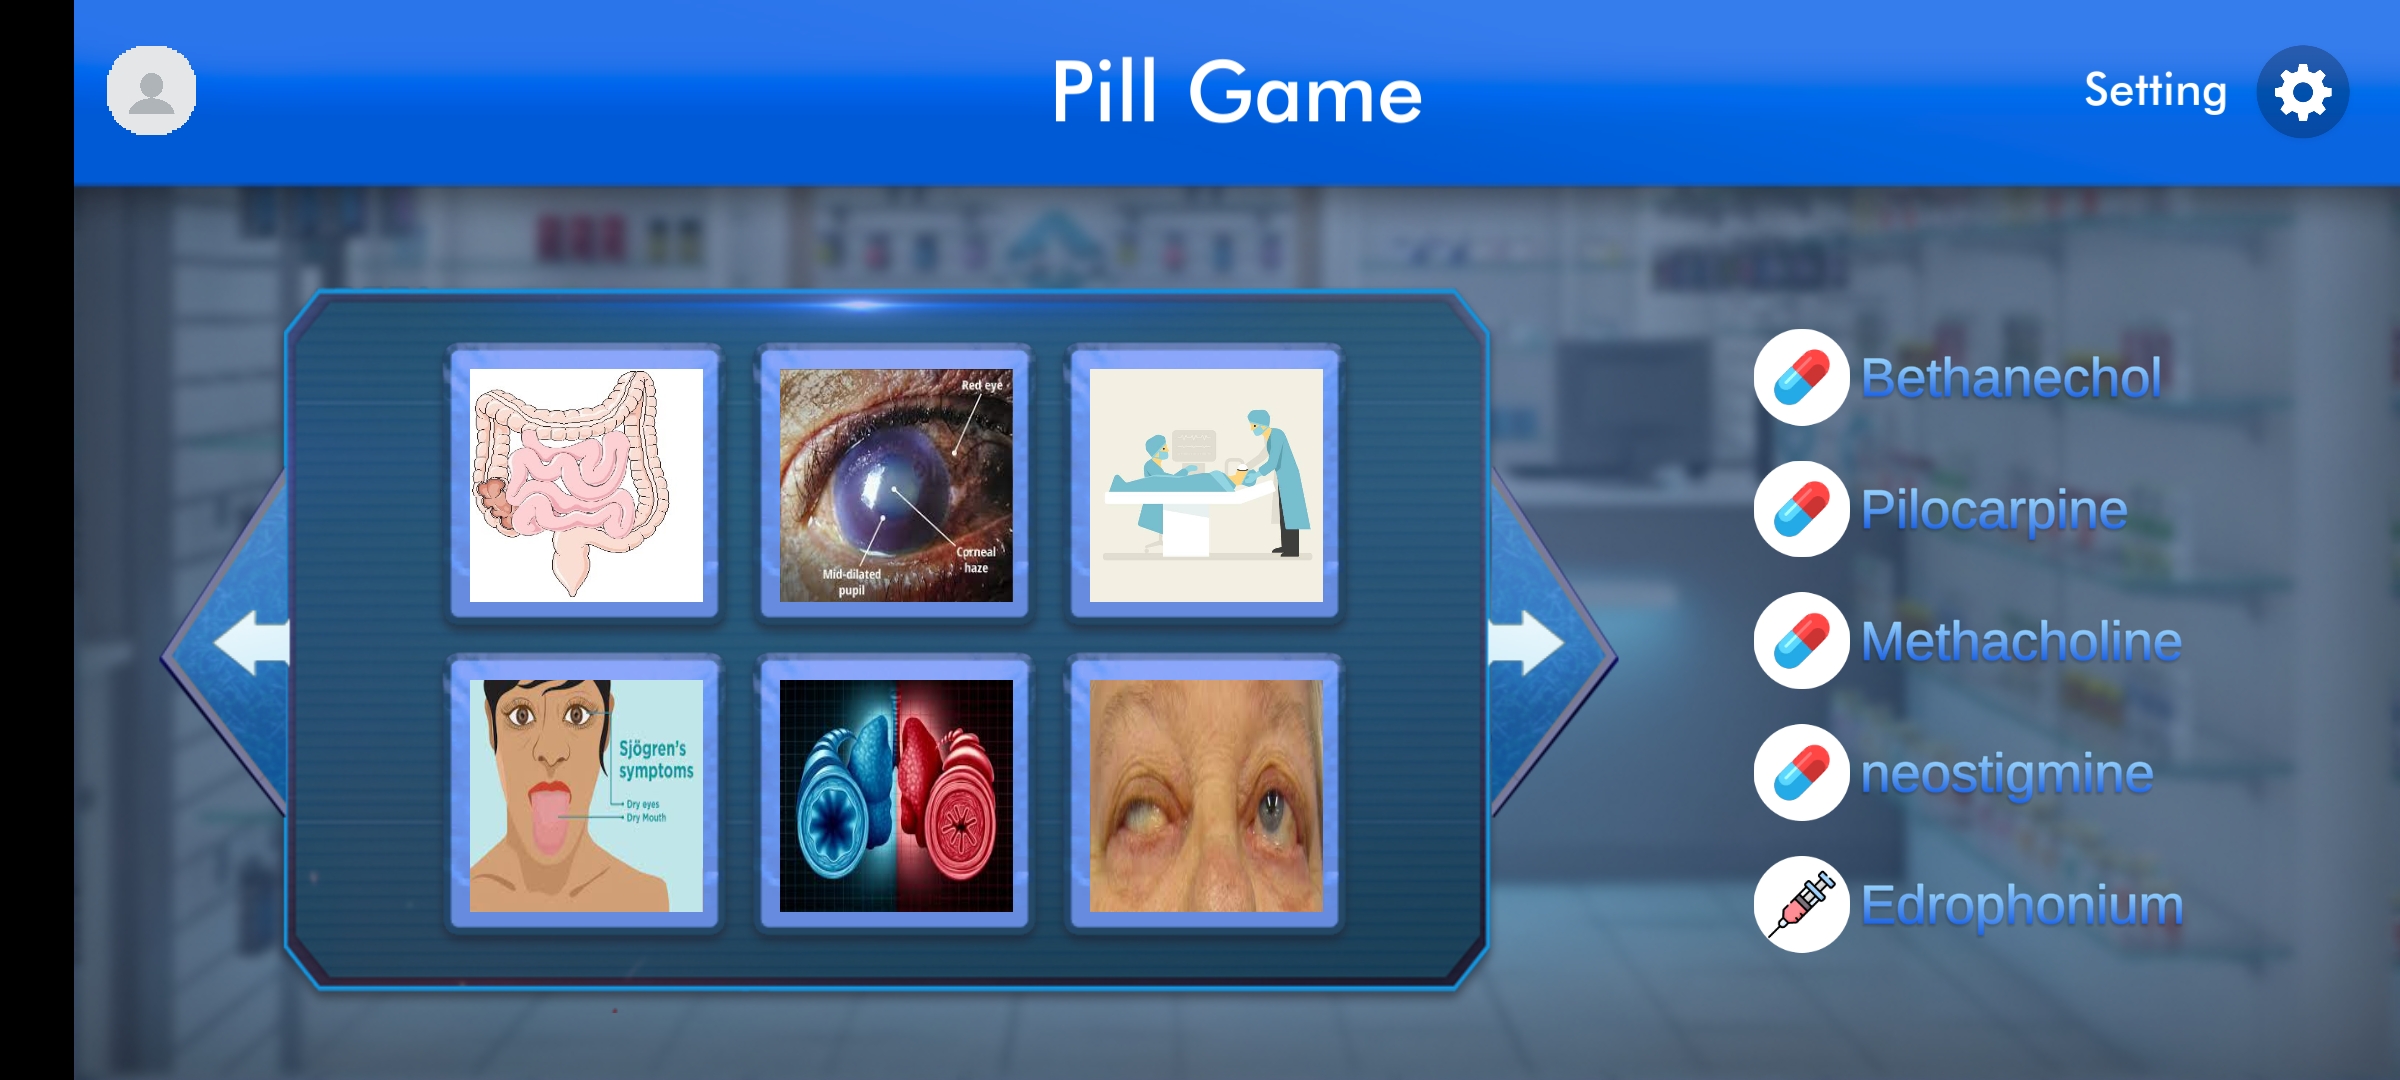 Pill Game
Setting
Red eye
Corneal
haze
Mid-dilated
pupil
Sjögren's
symptoms
Dry eyes
Dry Mouth
Bethanechol
Pilocarpine
Methacholine
neostigmine
Edrophonium